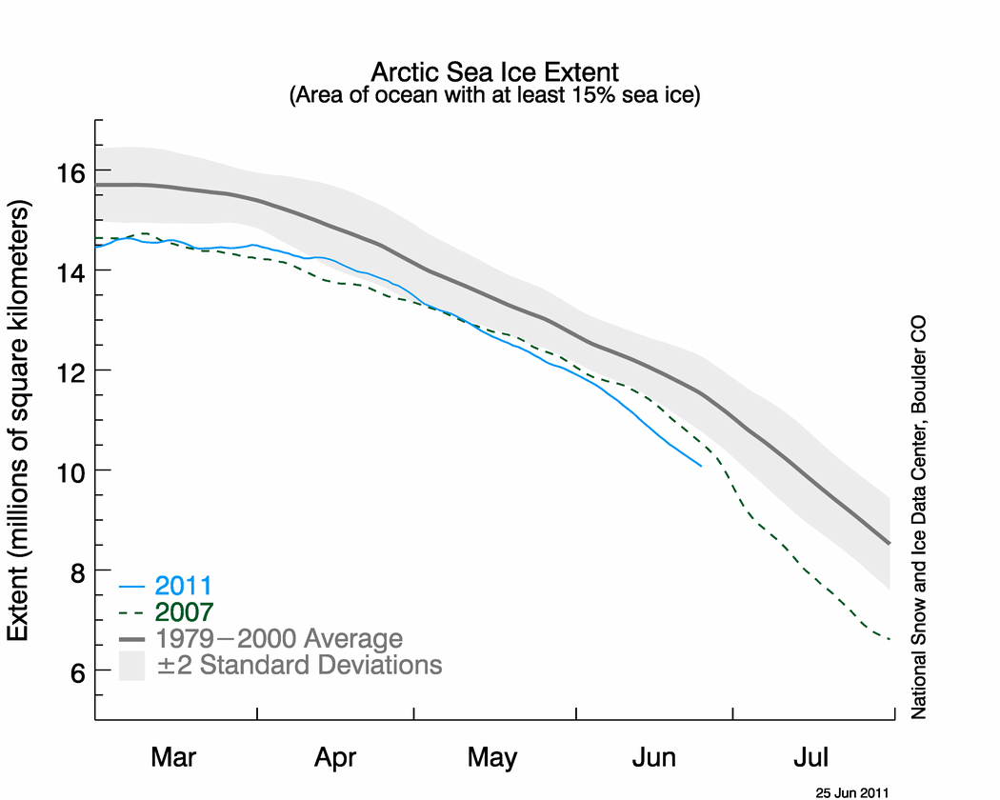 Arctic Sea Ice Extent
(Area of ocean with at least 15% sea ice)
Extent (millions of square kilometers)
16
14
12
10
8
6
2011
2007
1979−2000 Average
±2 Standard Deviations
Mar
Apr
May
Jun
Jul
National Snow and Ice Data Center, Boulder CO
25 Jun 2011